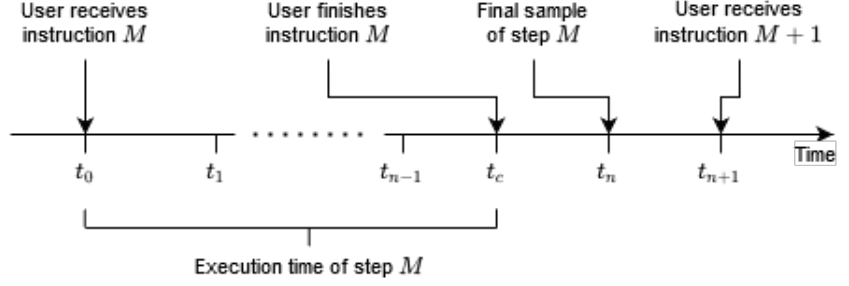 User receives
instruction M
User finishes
instruction M
Final sample
of step M
User receives
instruction M + 1
Time
t₀
t₁
tₙ₋₁
t_c
tₙ
tₙ₊₁
Execution time of step M